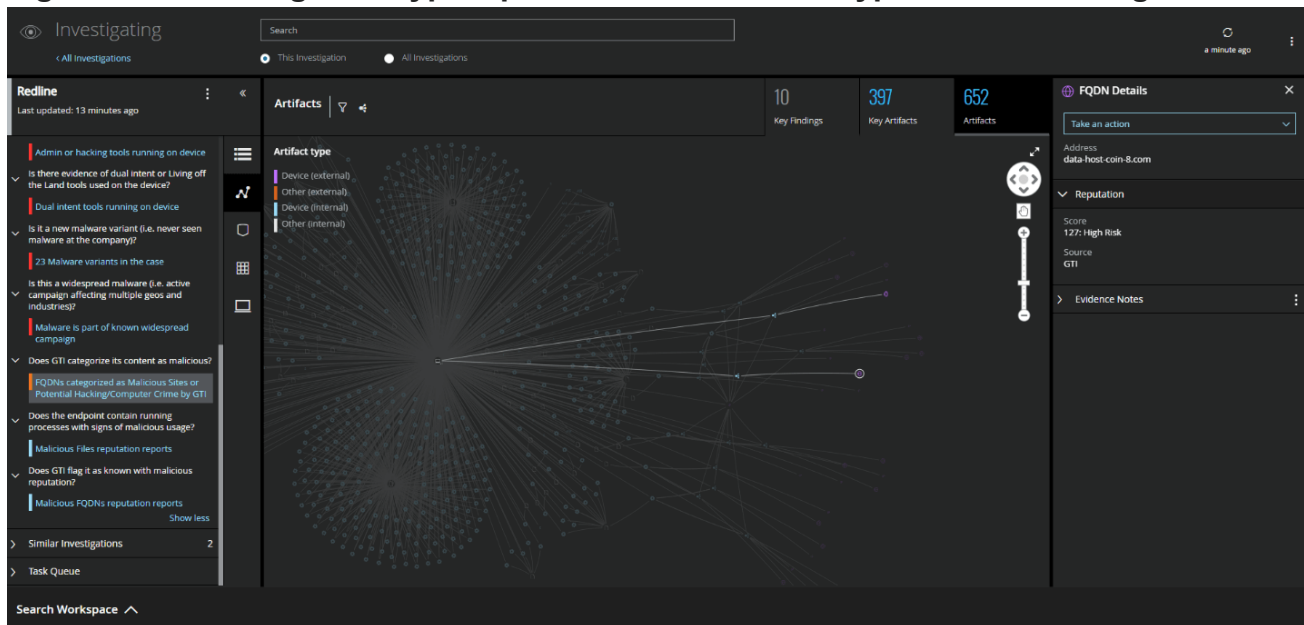 Investigating
< All Investigations
Search
This Investigation
All Investigations
a minute ago
Redline
Last updated: 13 minutes ago
«
Artifacts
10
Key Findings
397
Key Artifacts
652
Artifacts
Admin or hacking tools running on device
Is there evidence of dual intent or Living off
the Land tools used on the device?
Dual intent tools running on device
Is it a new malware variant (i.e. never seen
malware at the company)?
23 Malware variants in the case
Is this a widespread malware (i.e. active
campaign affecting multiple geos and
industries)?
Malware is part of known widespread
campaign
Does GTI categorize its content as malicious?
FQDNs categorized as Malicious Sites or
Potential Hacking/Computer Crime by GTI
Does the endpoint contain running
processes with signs of malicious usage?
Malicious Files reputation reports
Does GTI flag it as known with malicious
reputation?
Malicious FQDNs reputation reports
Show less
Similar Investigations 2
Task Queue
Artifact type
Device (external)
Other (external)
Device (internal)
Other (internal)
FQDN Details
Take an action
Address
data-host-coin-8.com
Reputation
Score
127: High Risk
Source
GTI
Evidence Notes
Search Workspace